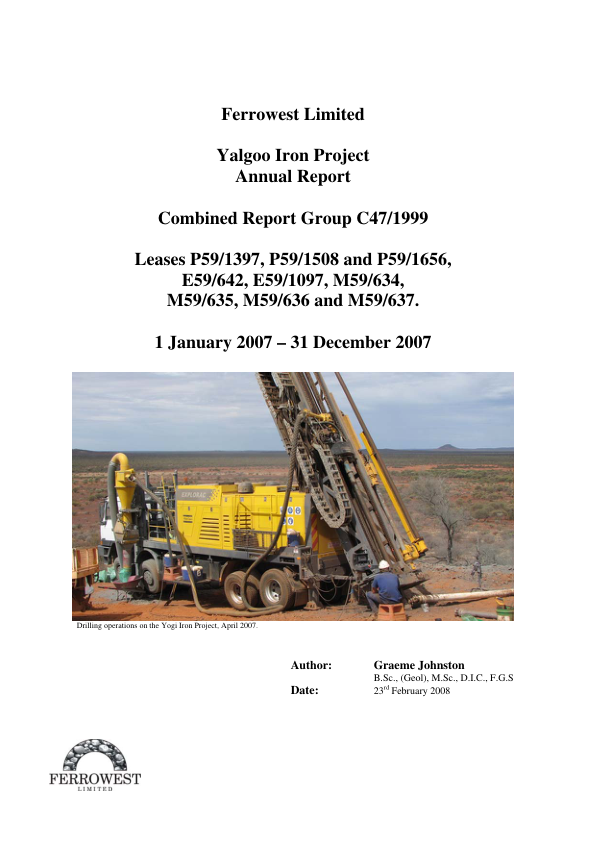 Ferrowest Limited
Yalgoo Iron Project
Annual Report
Combined Report Group C47/1999
Leases P59/1397, P59/1508 and P59/1656,
E59/642, E59/1097, M59/634,
M59/635, M59/636 and M59/637.
1 January 2007 – 31 December 2007
EXPLORAC
Drilling operations on the Yogi Iron Project, April 2007.
Author: Graeme Johnston
B.Sc., (Geol), M.Sc., D.I.C., F.G.S
Date: 23rd February 2008
FERROWEST
LIMITED